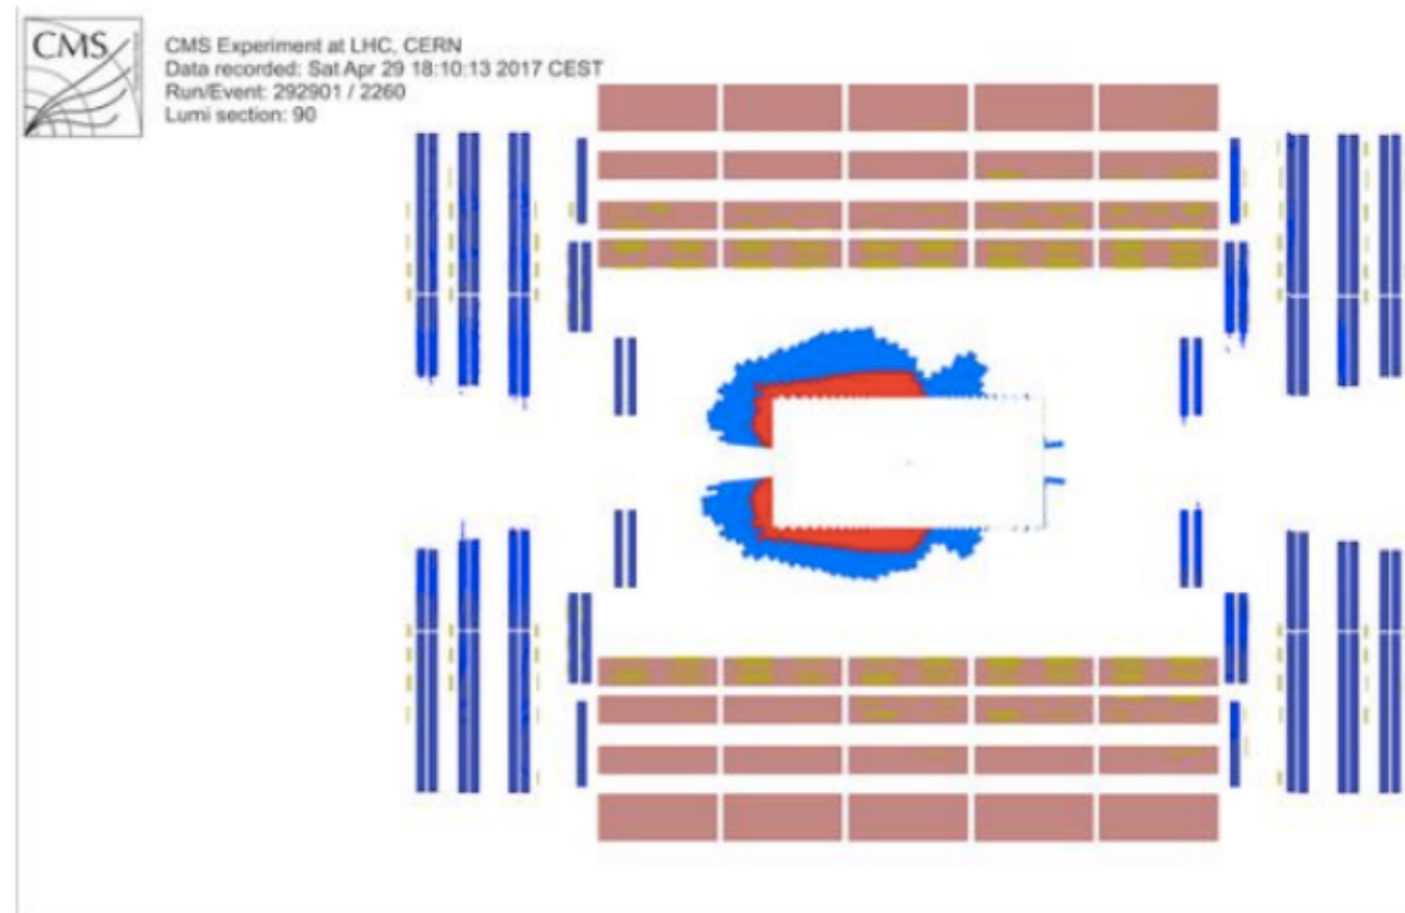 CMS
CMS Experiment at LHC, CERN
Data recorded: Sat Apr 29 18:10:13 2017 CEST
Run/Event: 292901 / 2260
Lumi section: 90